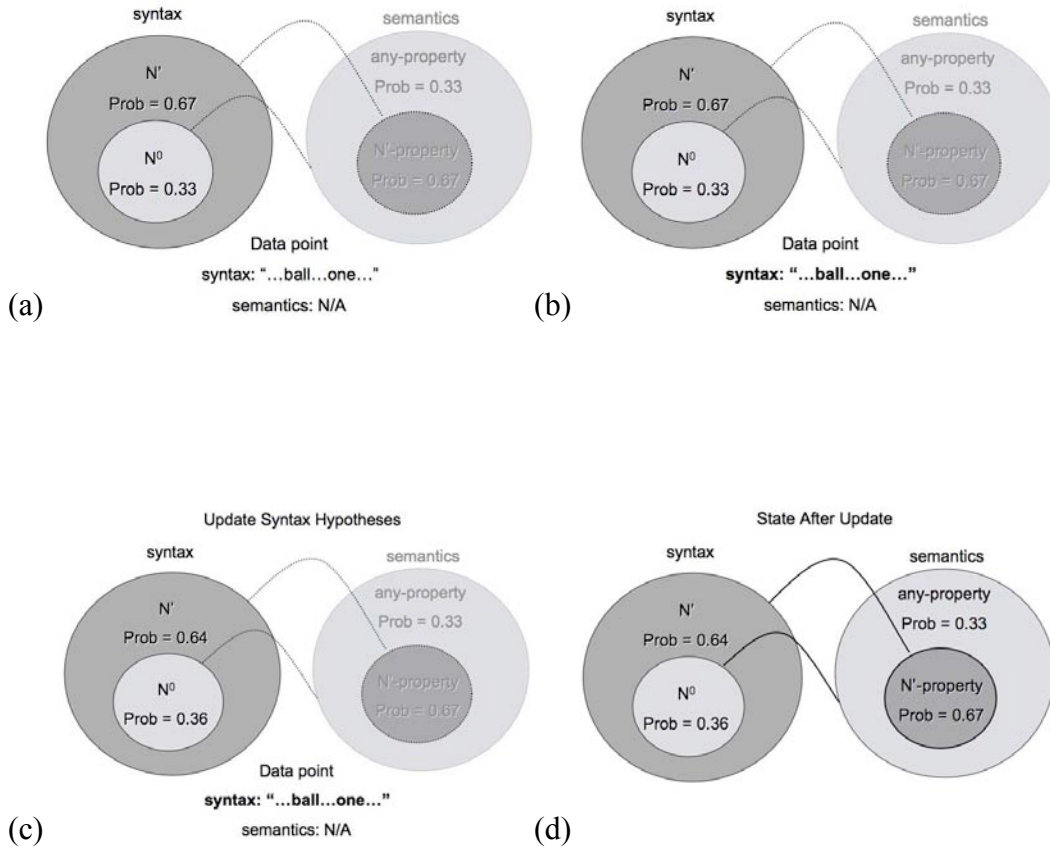 syntax
N'
Prob = 0.67
N⁰
Prob = 0.33
semantics
any-property
Prob = 0.33
N'-property
Prob = 0.67
Data point
syntax: “...ball...one...”
semantics: N/A
(a)
syntax
N'
Prob = 0.67
N⁰
Prob = 0.33
semantics
any-property
Prob = 0.33
N'-property
Prob = 0.67
Data point
syntax: “...ball...one...”
semantics: N/A
(b)
Update Syntax Hypotheses
syntax
N'
Prob = 0.64
N⁰
Prob = 0.36
semantics
any-property
Prob = 0.33
N'-property
Prob = 0.67
Data point
syntax: “...ball...one...”
semantics: N/A
(c)
State After Update
syntax
N'
Prob = 0.64
N⁰
Prob = 0.36
semantics
any-property
Prob = 0.33
N'-property
Prob = 0.67
(d)